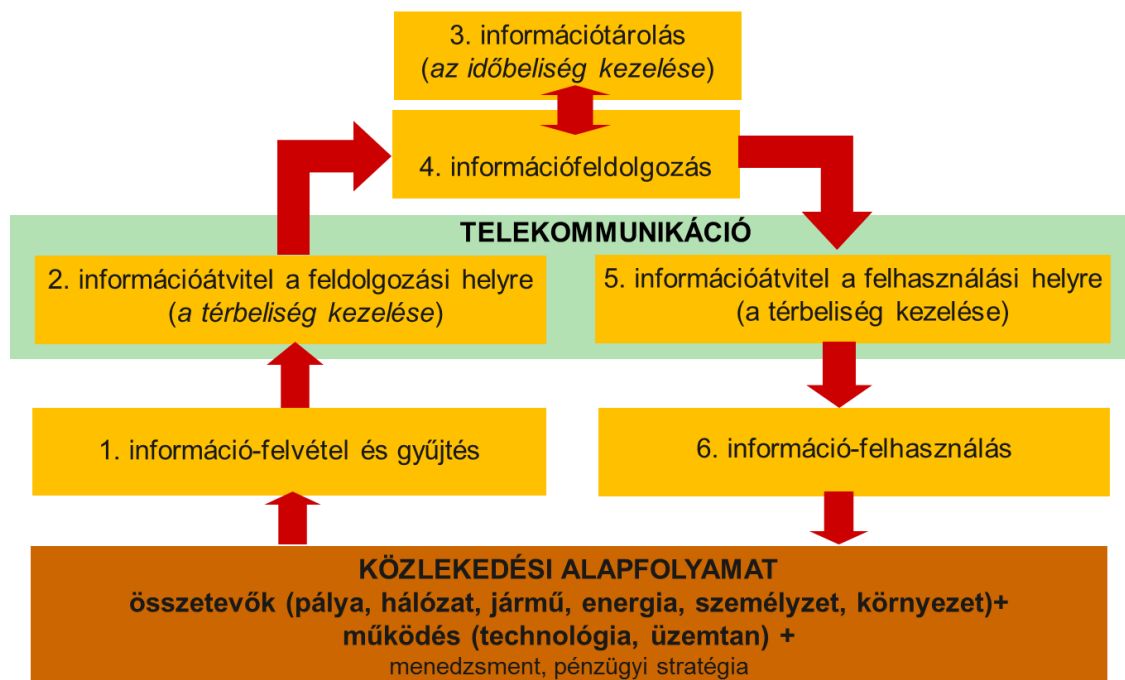 3. információtárolás
(az időbeliség kezelése)
4. információfeldolgozás
TELEKOMMUNIKÁCIÓ
2. információátvitel a feldolgozási helyre
(a térbeliség kezelése)
5. információátvitel a felhasználási helyre
(a térbeliség kezelése)
1. információ-felvétel és gyűjtés
6. információ-felhasználás
KÖZLEKEDÉSI ALAPFOLYAMAT
összetevők (pálya, hálózat, jármű, energia, személyzet, környezet)+
működés (technológia, üzemtan) +
menedzsment, pénzügyi stratégia